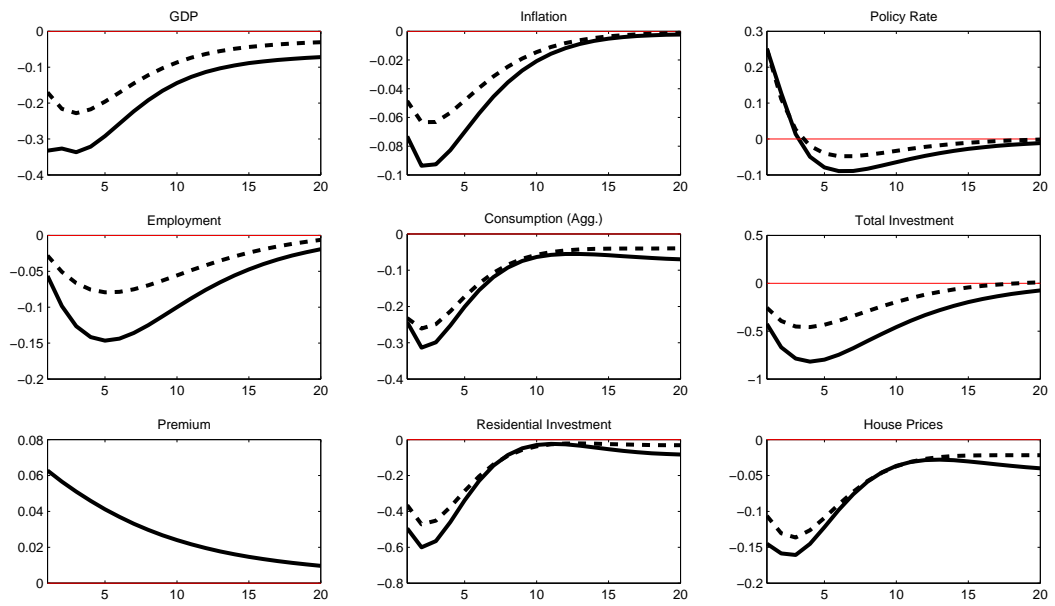 GDP
0
−0.1
−0.2
−0.3
−0.4
5 10 15 20
Inflation
0
−0.02
−0.04
−0.06
−0.08
−0.1
5 10 15 20
Policy Rate
0.3
0.2
0.1
0
−0.1
5 10 15 20
Employment
0
−0.05
−0.1
−0.15
−0.2
5 10 15 20
Consumption (Agg.)
0
−0.1
−0.2
−0.3
−0.4
5 10 15 20
Total Investment
0.5
0
−0.5
−1
5 10 15 20
Premium
0.08
0.06
0.04
0.02
0
5 10 15 20
Residential Investment
0
−0.2
−0.4
−0.6
−0.8
5 10 15 20
House Prices
0
−0.05
−0.1
−0.15
−0.2
5 10 15 20